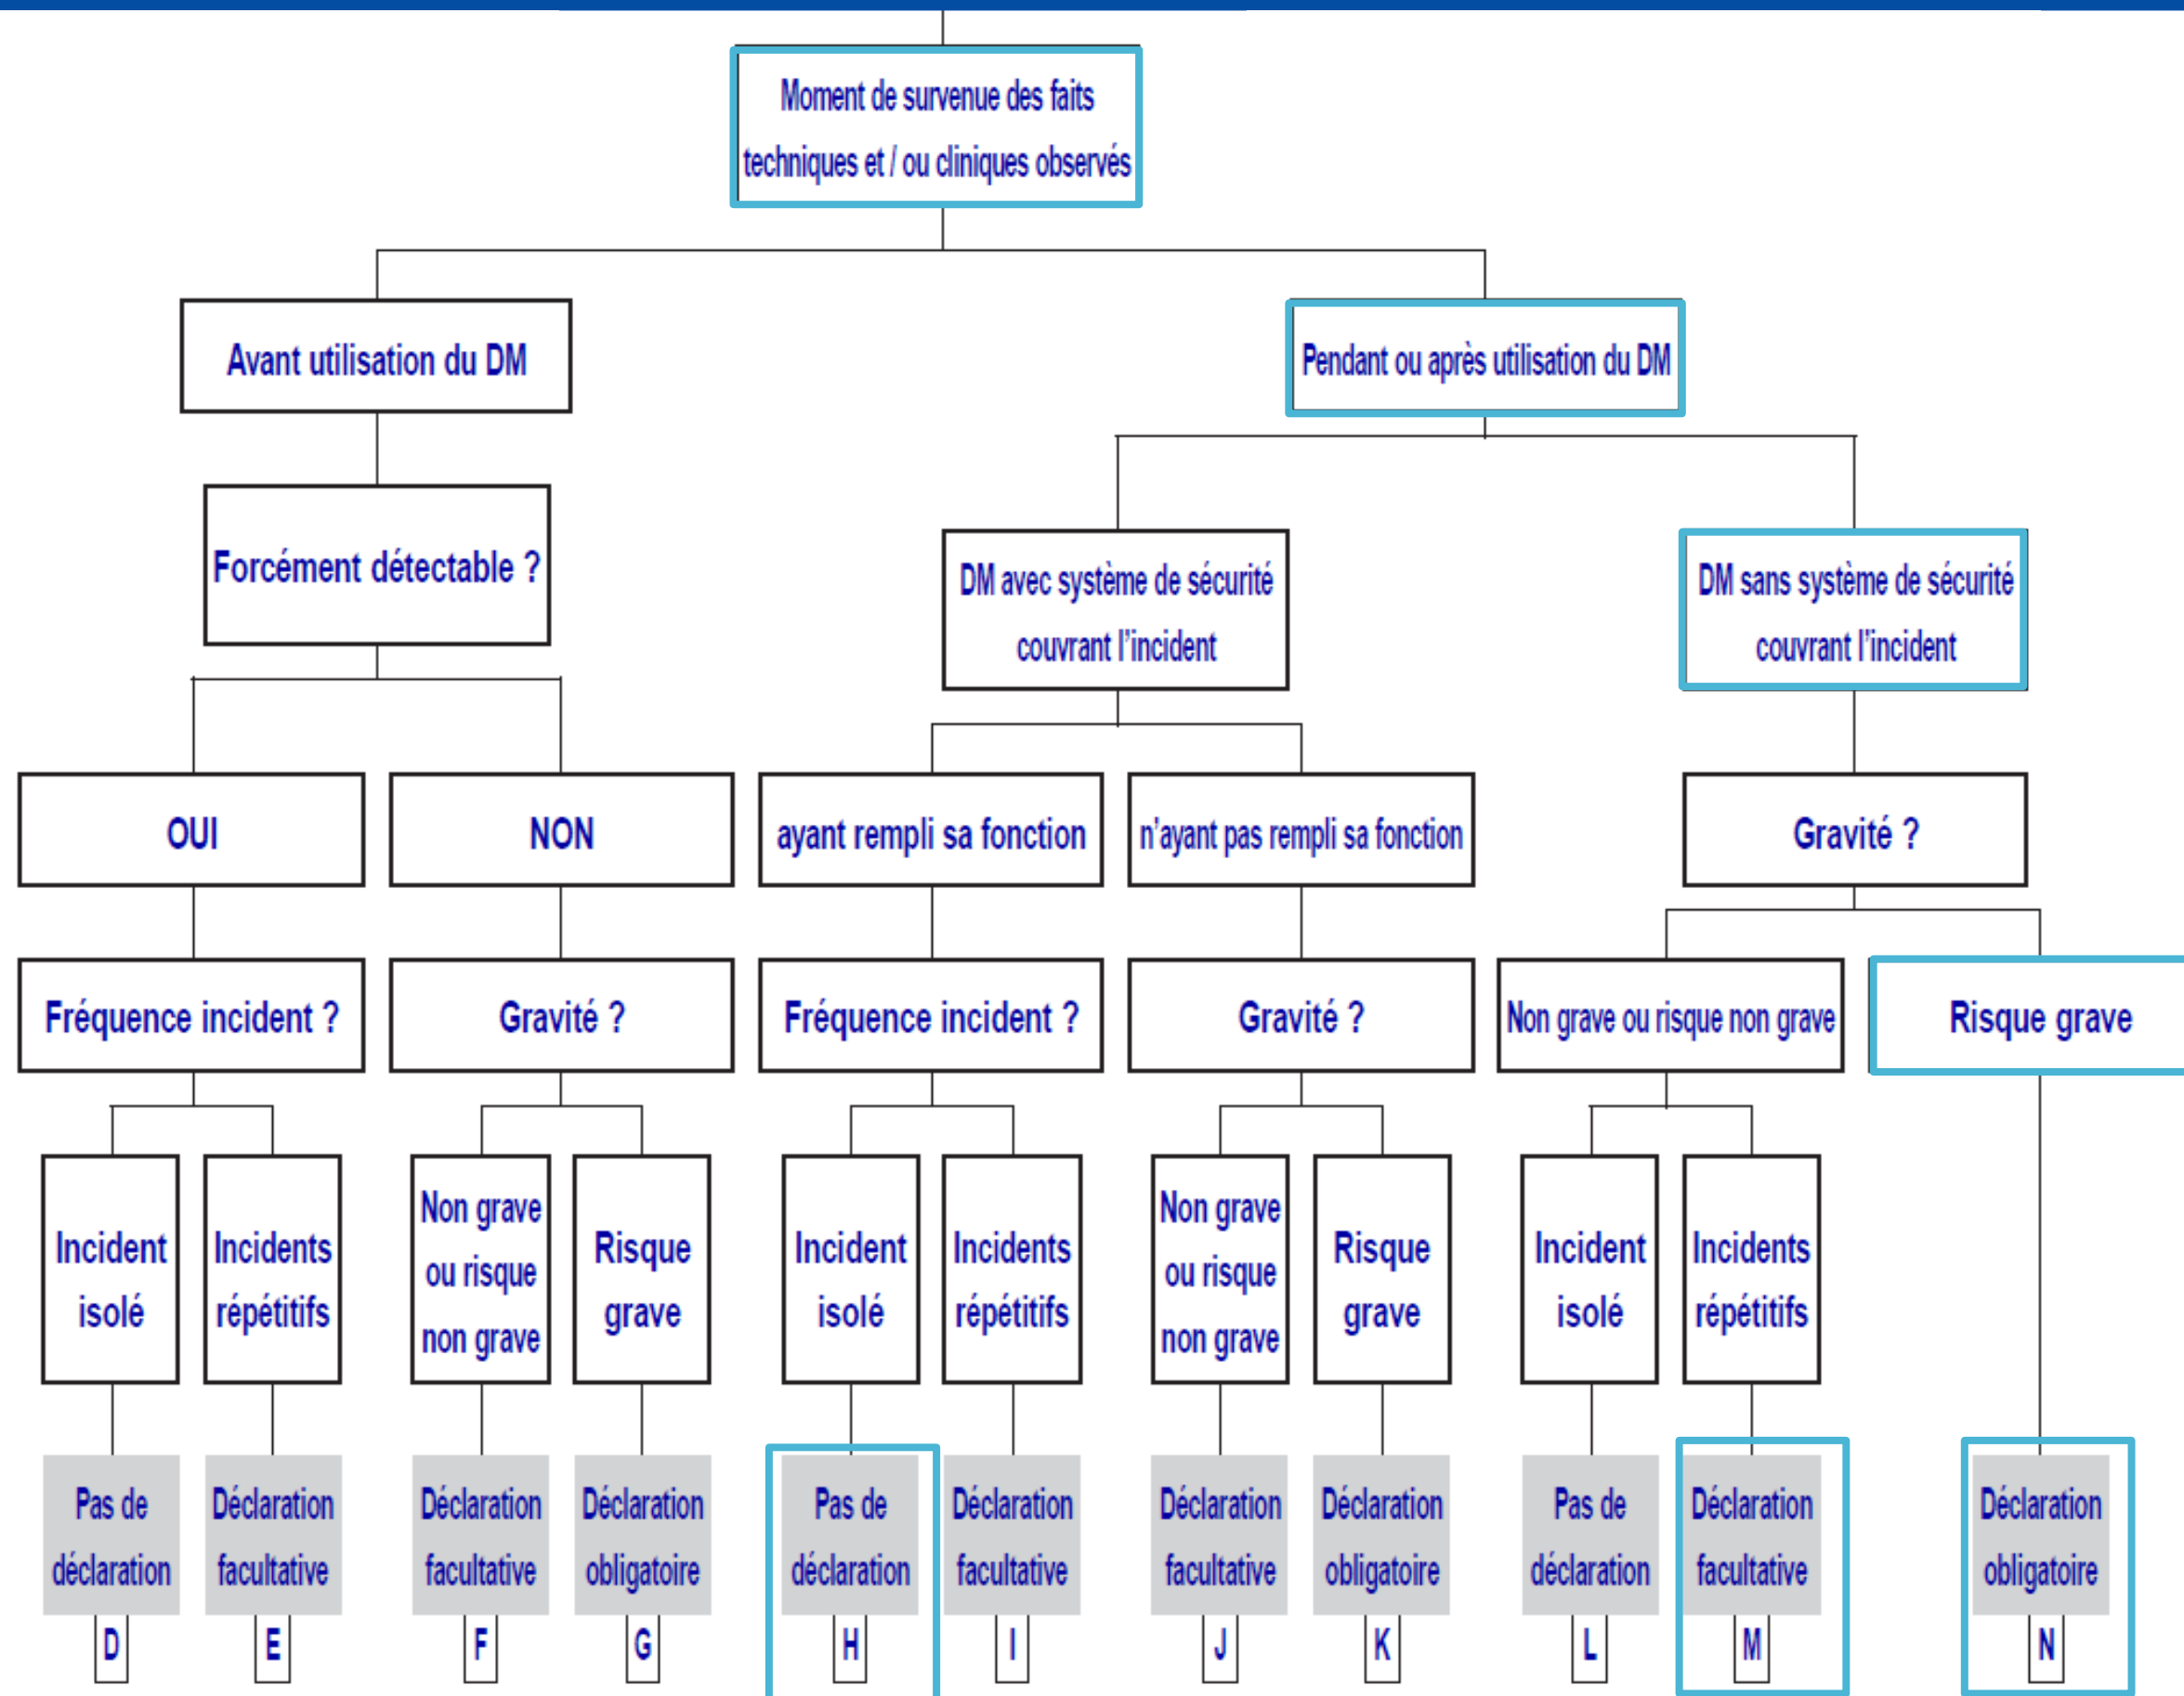 Moment de survenue des faits
techniques et / ou cliniques observés
Avant utilisation du DM
Pendant ou après utilisation du DM
Forcément détectable ?
DM avec système de sécurité
couvrant l'incident
DM sans système de sécurité
couvrant l'incident
OUI
NON
ayant rempli sa fonction
n'ayant pas rempli sa fonction
Gravité ?
Fréquence incident ?
Gravité ?
Fréquence incident ?
Gravité ?
Non grave ou risque non grave
Risque grave
Incident
isolé
Incidents
répétitifs
Non grave
ou risque
non grave
Risque
grave
Incident
isolé
Incidents
répétitifs
Non grave
ou risque
non grave
Risque
grave
Incident
isolé
Incidents
répétitifs
Pas de
déclaration
D
Déclaration
facultative
E
Déclaration
facultative
F
Déclaration
obligatoire
G
Pas de
déclaration
H
Déclaration
facultative
I
Déclaration
facultative
J
Déclaration
obligatoire
K
Pas de
déclaration
L
Déclaration
facultative
M
Déclaration
obligatoire
N